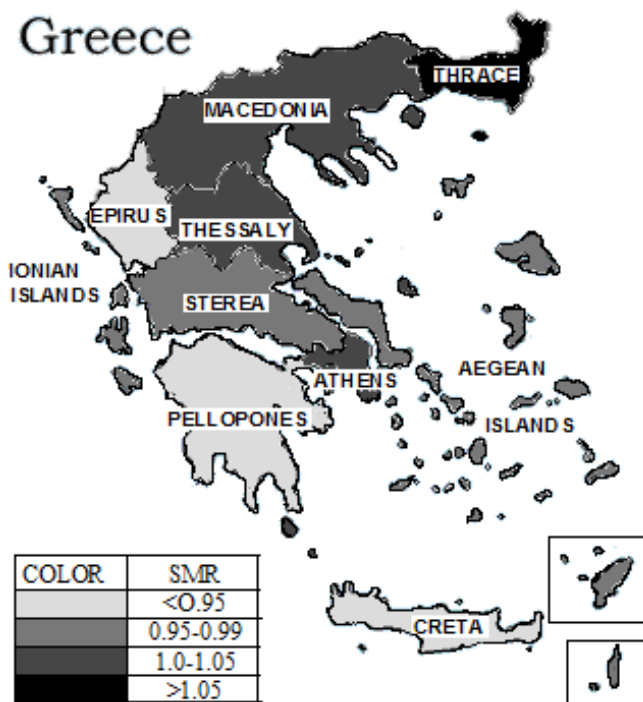 Greece
THRACE
MACEDONIA
EPIRUS
THESSALY
IONIAN
ISLANDS
STEREA
ATHENS
AEGEAN
ISLANDS
PELLOPONES
CRETA
COLOR SMR
<O.95
0.95-0.99
1.0-1.05
>1.05